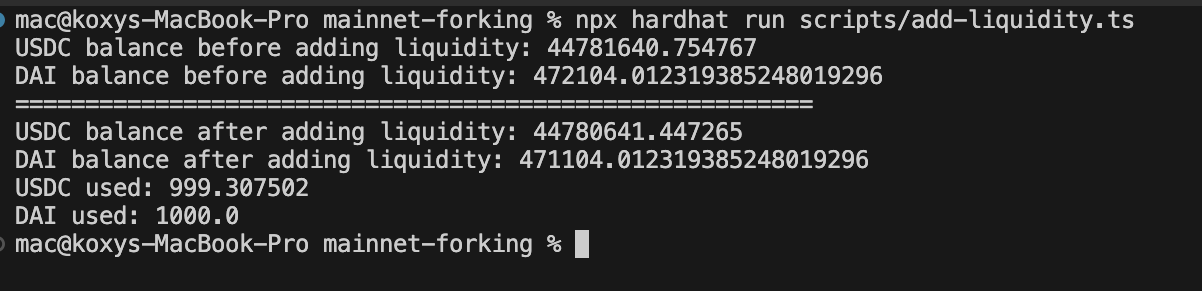 mac@koxys-MacBook-Pro mainnet-forking % npx hardhat run scripts/add-liquidity.ts
USDC balance before adding liquidity: 44781640.754767
DAI balance before adding liquidity: 472104.012319385248019296
=========================================================
USDC balance after adding liquidity: 44780641.447265
DAI balance after adding liquidity: 471104.012319385248019296
USDC used: 999.307502
DAI used: 1000.0
mac@koxys-MacBook-Pro mainnet-forking %